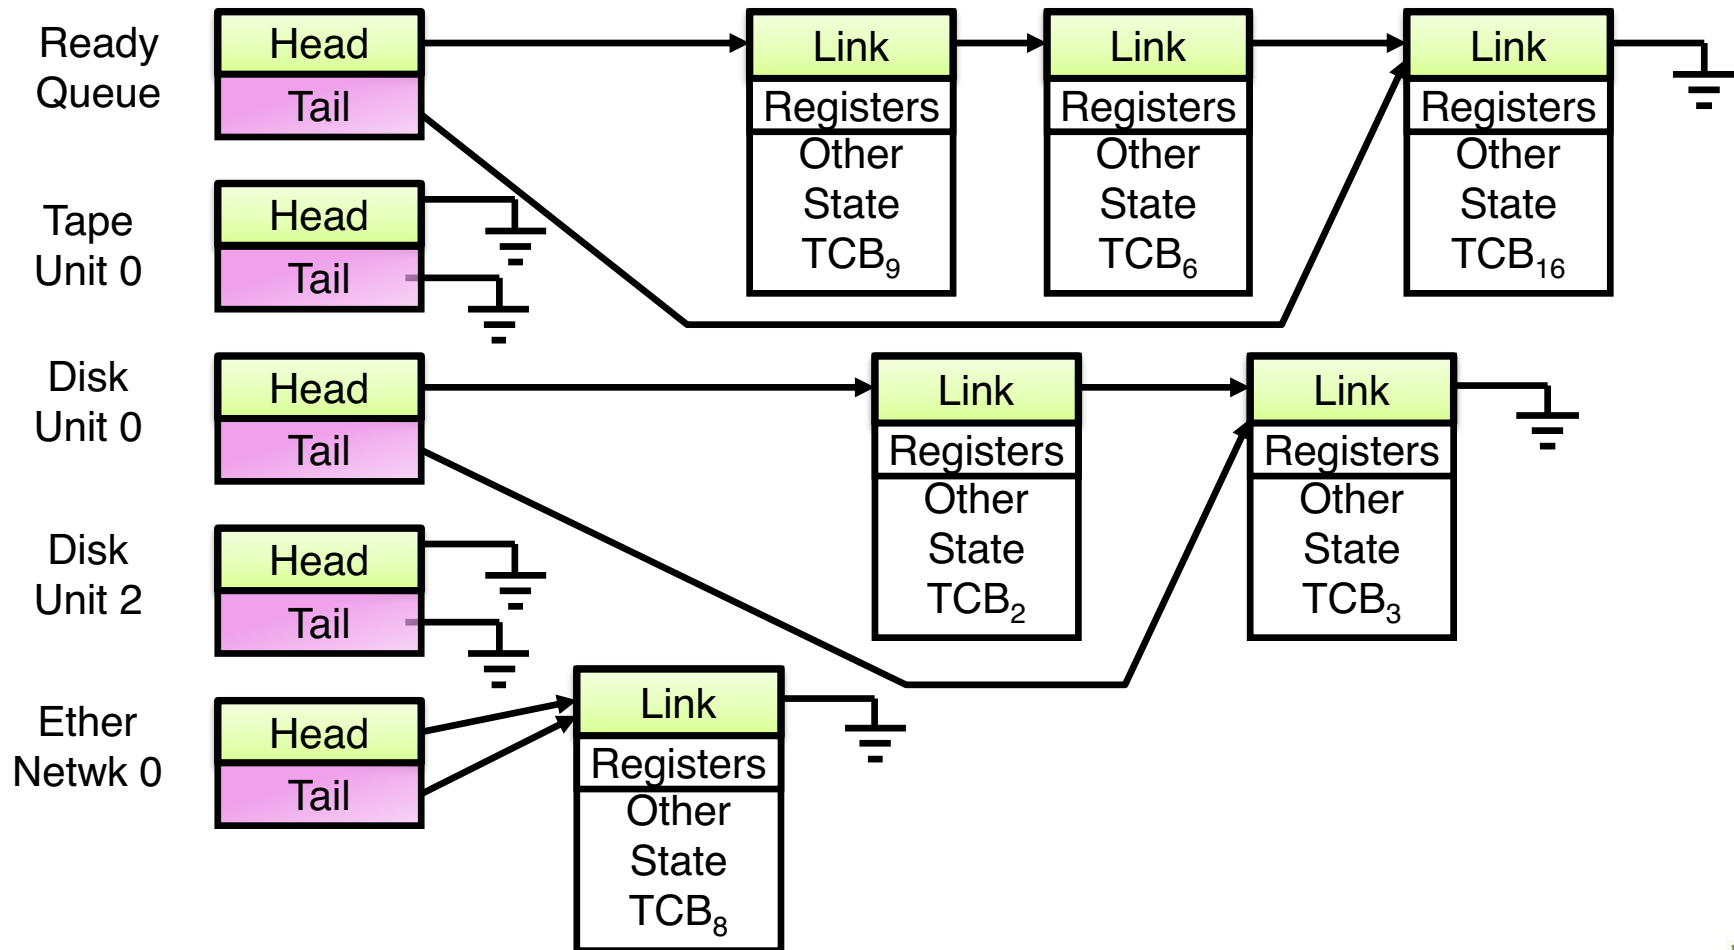 Ready
Queue
Head
Tail
Link
Registers
Other
State
TCB₉
Link
Registers
Other
State
TCB₆
Link
Registers
Other
State
TCB₁₆
Tape
Unit 0
Head
Tail
Disk
Unit 0
Head
Tail
Link
Registers
Other
State
TCB₂
Link
Registers
Other
State
TCB₃
Disk
Unit 2
Head
Tail
Ether
Netwk 0
Head
Tail
Link
Registers
Other
State
TCB₈